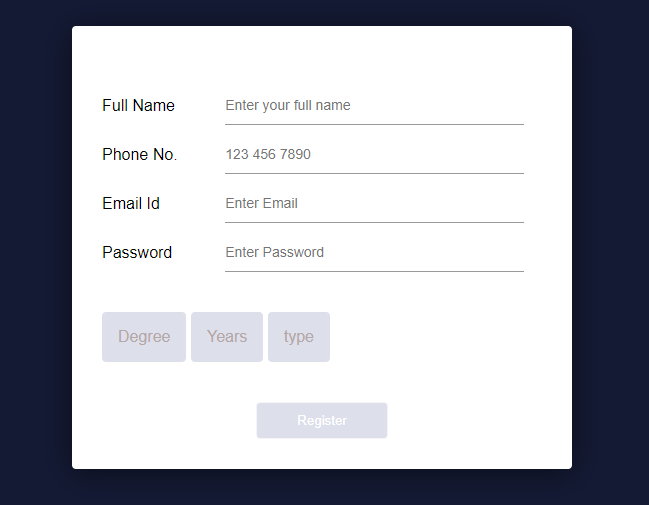 Full Name Enter your full name
Phone No. 123 456 7890
Email Id Enter Email
Password Enter Password
Degree Years type
Register